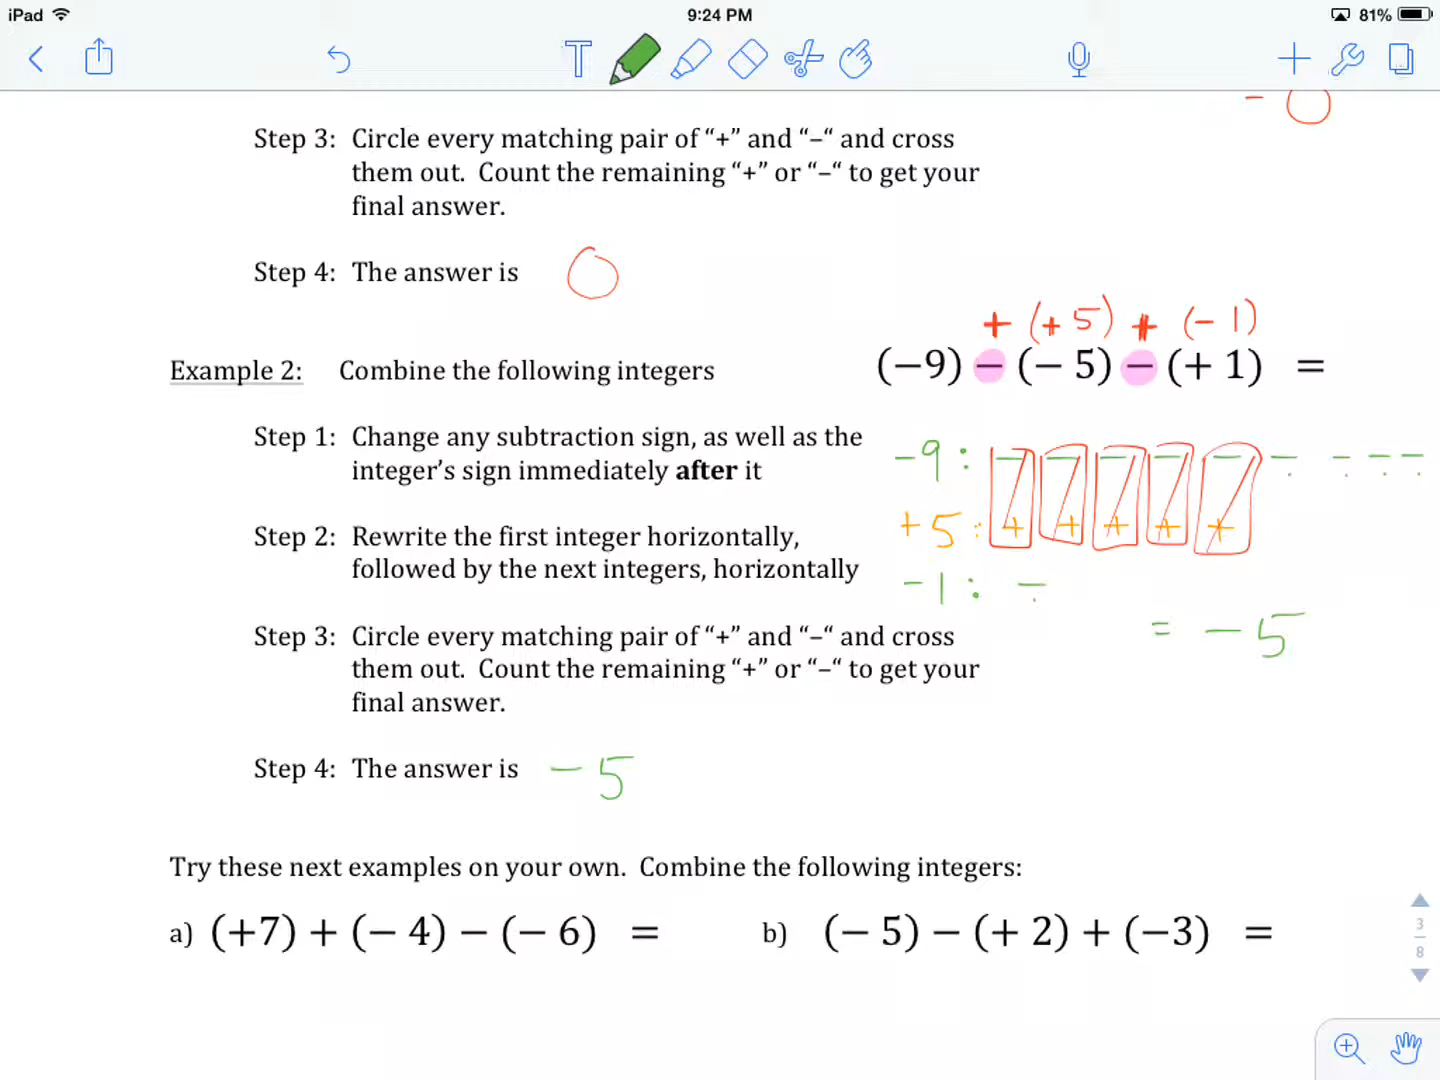 iPad 9:24 PM 81%
- 0
Step 3: Circle every matching pair of “+” and “–“ and cross
them out. Count the remaining “+” or “–“ to get your
final answer.
Step 4: The answer is 0
+ (+ 5) + (- 1)
Example 2: Combine the following integers (−9) − (− 5) − (+ 1) =
Step 1: Change any subtraction sign, as well as the
integer’s sign immediately after it
-9: - - - - - - - - -
+5: + + + + +
Step 2: Rewrite the first integer horizontally,
followed by the next integers, horizontally
-1: -
Step 3: Circle every matching pair of “+” and “–“ and cross
them out. Count the remaining “+” or “–“ to get your
final answer.
= - 5
Step 4: The answer is - 5
Try these next examples on your own. Combine the following integers:
a) (+7) + (− 4) − (− 6) =
b) (− 5) − (+ 2) + (−3) =
3
8